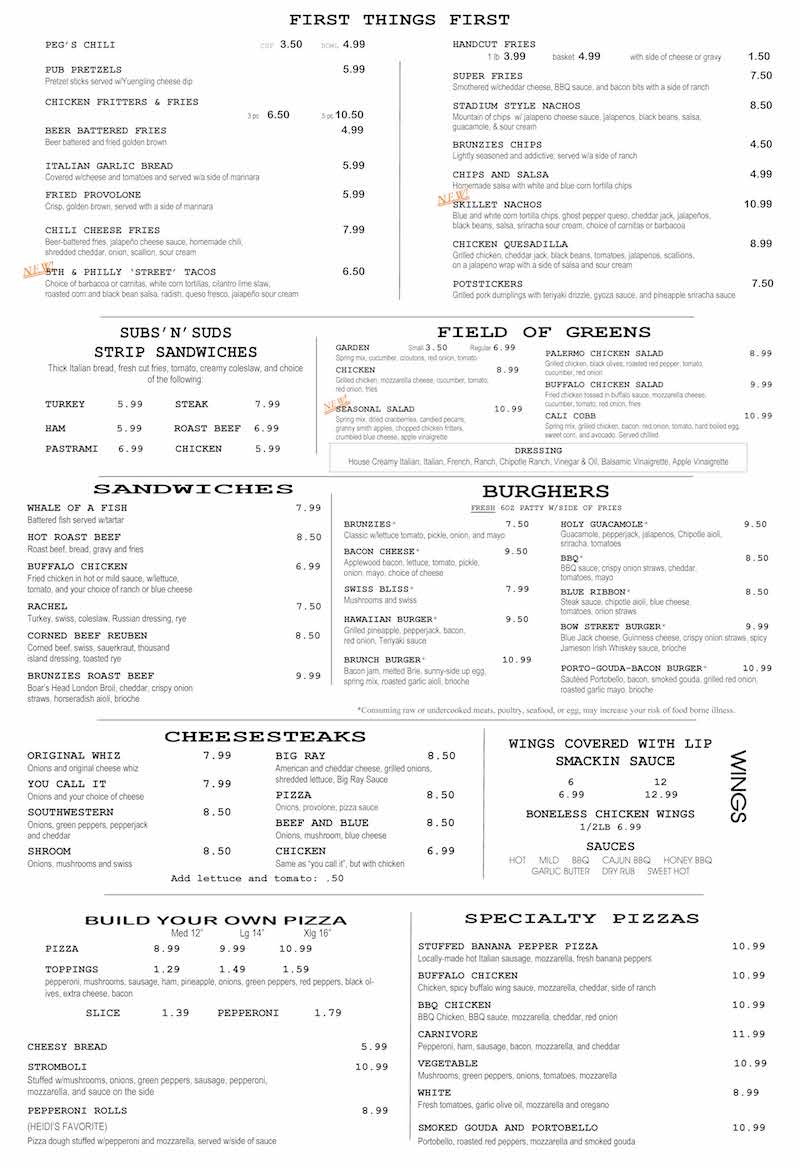 FIRST THINGS FIRST
PEG'S CHILI CUP 3.50 BOWL 4.99
PUB PRETZELS 5.99
Pretzel sticks served w/Yuengling cheese dip
CHICKEN FRITTERS & FRIES
3 pc 6.50 5 pc 10.50
BEER BATTERED FRIES 4.99
Beer battered and fried golden brown
ITALIAN GARLIC BREAD 5.99
Covered w/cheese and tomatoes and served w/a side of marinara
FRIED PROVOLONE 5.99
Crisp, golden brown, served with a side of marinara
CHILI CHEESE FRIES 7.99
Beer-battered fries, jalapeño cheese sauce, homemade chili,
shredded cheddar, onion, scallion, sour cream
NEW!
5TH & PHILLY 'STREET' TACOS 6.50
Choice of barbacoa or carnitas, white corn tortillas, cilantro lime slaw,
roasted corn and black bean salsa, radish, queso fresco, jalapeño sour cream
HANDCUT FRIES
1 lb 3.99 basket 4.99 with side of cheese or gravy 1.50
SUPER FRIES 7.50
Smothered w/cheddar cheese, BBQ sauce, and bacon bits with a side of ranch
STADIUM STYLE NACHOS 8.50
Mountain of chips w/ jalapeno cheese sauce, jalapenos, black beans, salsa,
guacamole, & sour cream
BRUNZIES CHIPS 4.50
Lightly seasoned and addictive; served w/a side of ranch
CHIPS AND SALSA 4.99
Homemade salsa with white and blue corn tortilla chips
NEW!
SKILLET NACHOS 10.99
Blue and white corn tortilla chips, ghost pepper queso, cheddar jack, jalapeños,
black beans, salsa, sriracha sour cream, choice of carnitas or barbacoa
CHICKEN QUESADILLA 8.99
Grilled chicken, cheddar jack, black beans, tomatoes, jalapenos, scallions,
on a jalapeno wrap with a side of salsa and sour cream
POTSTICKERS 7.50
Grilled pork dumplings with teriyaki drizzle, gyoza sauce, and pineapple sriracha sauce
SUBS'N'SUDS
STRIP SANDWICHES
Thick Italian bread, fresh cut fries, tomato, creamy coleslaw, and choice
of the following:
TURKEY 5.99 STEAK 7.99
HAM 5.99 ROAST BEEF 6.99
PASTRAMI 6.99 CHICKEN 5.99
FIELD OF GREENS
GARDEN Small 3.50 Regular 6.99
Spring mix, cucumber, croutons, red onion, tomato
CHICKEN 8.99
Grilled chicken, mozzarella cheese, cucumber, tomato,
red onion, fries
NEW!
SEASONAL SALAD 10.99
Spring mix, dried cranberries, candied pecans,
granny smith apples, chopped chicken fritters,
crumbled blue cheese, apple vinaigrette
PALERMO CHICKEN SALAD 8.99
Grilled chicken, black olives, roasted red pepper, tomato,
cucumber, red onion
BUFFALO CHICKEN SALAD 9.99
Fried chicken tossed in buffalo sauce, mozzarella cheese,
cucumber, tomato, red onion, fries
CALI COBB 10.99
Spring mix, grilled chicken, bacon, red onion, tomato, hard boiled egg,
sweet corn, and avocado. Served chilled
DRESSING
House Creamy Italian, Italian, French, Ranch, Chipotle Ranch, Vinegar & Oil, Balsamic Vinaigrette, Apple Vinaigrette
SANDWICHES
WHALE OF A FISH 7.99
Battered fish served w/tartar
HOT ROAST BEEF 8.50
Roast beef, bread, gravy and fries
BUFFALO CHICKEN 6.99
Fried chicken in hot or mild sauce, w/lettuce,
tomato, and your choice of ranch or blue cheese
RACHEL 7.50
Turkey, swiss, coleslaw, Russian dressing, rye
CORNED BEEF REUBEN 8.50
Corned beef, swiss, sauerkraut, thousand
island dressing, toasted rye
BRUNZIES ROAST BEEF 9.99
Boar's Head London Broil, cheddar, crispy onion
straws, horseradish aioli, brioche
BURGHERS
FRESH 6OZ PATTY W/SIDE OF FRIES
BRUNZIES* 7.50
Classic w/lettuce tomato, pickle, onion, and mayo
BACON CHEESE* 9.50
Applewood bacon, lettuce, tomato, pickle,
onion, mayo, choice of cheese
SWISS BLISS* 7.99
Mushrooms and swiss
HAWAIIAN BURGER* 9.50
Grilled pineapple, pepperjack, bacon,
red onion, Teriyaki sauce
BRUNCH BURGER* 10.99
Bacon jam, melted Brie, sunny-side up egg,
spring mix, roasted garlic aioli, brioche
HOLY GUACAMOLE* 9.50
Guacamole, pepperjack, jalapenos, Chipotle aioli,
sriracha, tomatoes
BBQ* 8.50
BBQ sauce, crispy onion straws, cheddar,
tomatoes, mayo
BLUE RIBBON* 8.50
Steak sauce, chipotle aioli, blue cheese,
tomatoes, onion straws
BOW STREET BURGER* 9.99
Blue Jack cheese, Guinness cheese, crispy onion straws, spicy
Jameson Irish Whiskey sauce, brioche
PORTO-GOUDA-BACON BURGER* 10.99
Sautéed Portobello, bacon, smoked gouda, grilled red onion,
roasted garlic mayo, brioche
*Consuming raw or undercooked meats, poultry, seafood, or egg, may increase your risk of food borne illness.
CHEESESTEAKS
ORIGINAL WHIZ 7.99
Onions and original cheese whiz
YOU CALL IT 7.99
Onions and your choice of cheese
SOUTHWESTERN 8.50
Onions, green peppers, pepperjack
and cheddar
SHROOM 8.50
Onions, mushrooms and swiss
BIG RAY 8.50
American and cheddar cheese, grilled onions,
shredded lettuce, Big Ray Sauce
PIZZA 8.50
Onions, provolone, pizza sauce
BEEF AND BLUE 8.50
Onions, mushroom, blue cheese
CHICKEN 6.99
Same as "you call it", but with chicken
Add lettuce and tomato: .50
WINGS COVERED WITH LIP
SMACKIN SAUCE
6 12
6.99 12.99
BONELESS CHICKEN WINGS
1/2LB 6.99
SAUCES
HOT MILD BBQ CAJUN BBQ HONEY BBQ
GARLIC BUTTER DRY RUB SWEET HOT
WINGS
BUILD YOUR OWN PIZZA
Med 12" Lg 14" Xlg 16"
PIZZA 8.99 9.99 10.99
TOPPINGS 1.29 1.49 1.59
pepperoni, mushrooms, sausage, ham, pineapple, onions, green peppers, red peppers, black ol-
ives, extra cheese, bacon
SLICE 1.39 PEPPERONI 1.79
CHEESY BREAD 5.99
STROMBOLI 10.99
Stuffed w/mushrooms, onions, green peppers, sausage, pepperoni,
mozzarella, and sauce on the side
PEPPERONI ROLLS 8.99
(HEIDI'S FAVORITE)
Pizza dough stuffed w/pepperoni and mozzarella, served w/side of sauce
SPECIALTY PIZZAS
STUFFED BANANA PEPPER PIZZA 10.99
Locally-made hot Italian sausage, mozzarella, fresh banana peppers
BUFFALO CHICKEN 10.99
Chicken, spicy buffalo wing sauce, mozzarella, cheddar, side of ranch
BBQ CHICKEN 10.99
BBQ Chicken, BBQ sauce, mozzarella, cheddar, red onion
CARNIVORE 11.99
Pepperoni, ham, sausage, bacon, mozzarella, and cheddar
VEGETABLE 10.99
Mushrooms, green peppers, onions, tomatoes, mozzarella
WHITE 8.99
Fresh tomatoes, garlic olive oil, mozzarella and oregano
SMOKED GOUDA AND PORTOBELLO 10.99
Portobello, roasted red peppers, mozzarella and smoked gouda